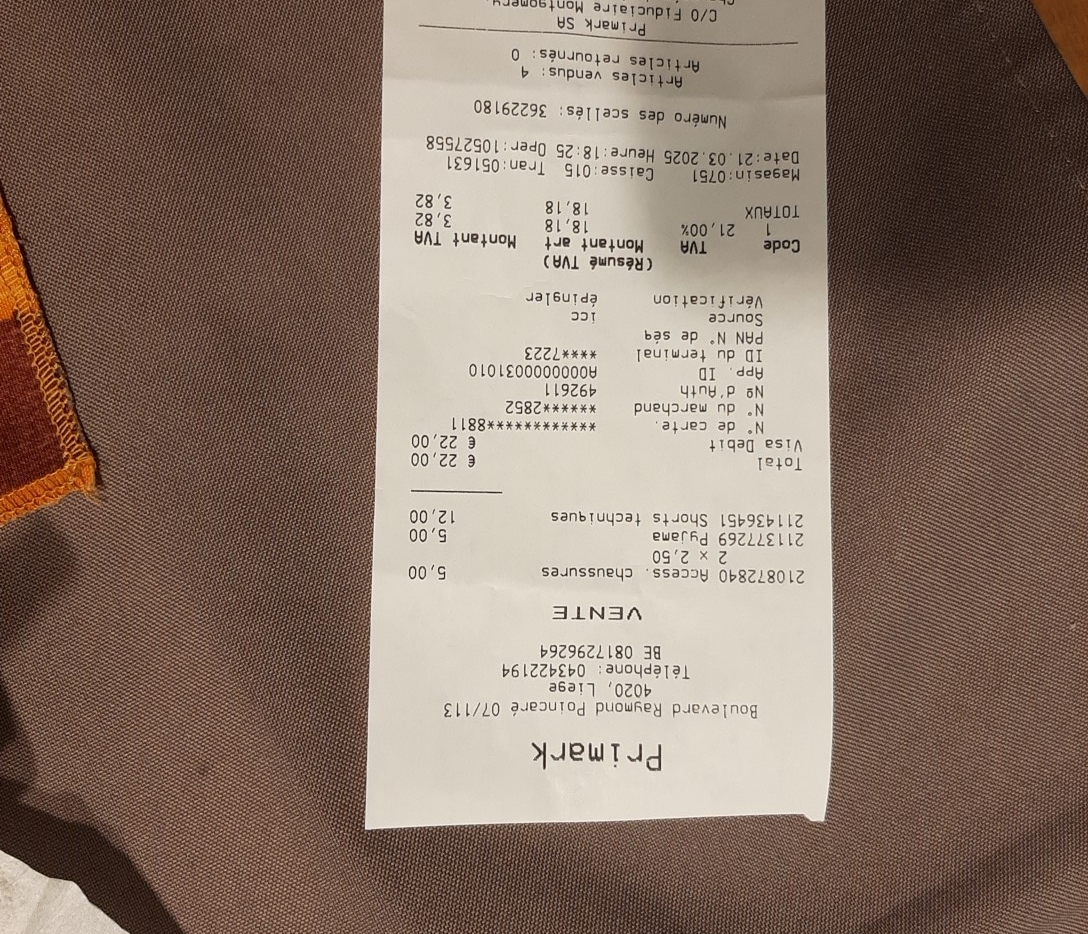 Primark
Boulevard Raymond Poincaré 07/113
4020, Liege
Téléphone: 043422194
BE 0817296264
VENTE
210872840 Access. chaussures 5,00
2 x 2,50
211377269 Pyjama 5,00
211436451 Shorts techniques 12,00
Total € 22,00
Visa Debit € 22,00
N° de carte. *************8811
N° du marchand *******2852
Nº d'Auth 492611
App. ID A0000000031010
ID du terminal ****7223
PAN N° de séq
Source icc
Vérification épingler
(Résumé TVA)
Code TVA Montant art Montant TVA
1 21,00% 18,18 3,82
TOTAUX 18,18 3,82
Magasin:0751 Caisse:015 Tran:051631
Date:21.03.2025 Heure:18:25 Oper:10527558
Numéro des scellés: 36229180
Articles vendus: 4
Articles retournés: 0
Primark SA
C/O Fiduciaire Montgomery,